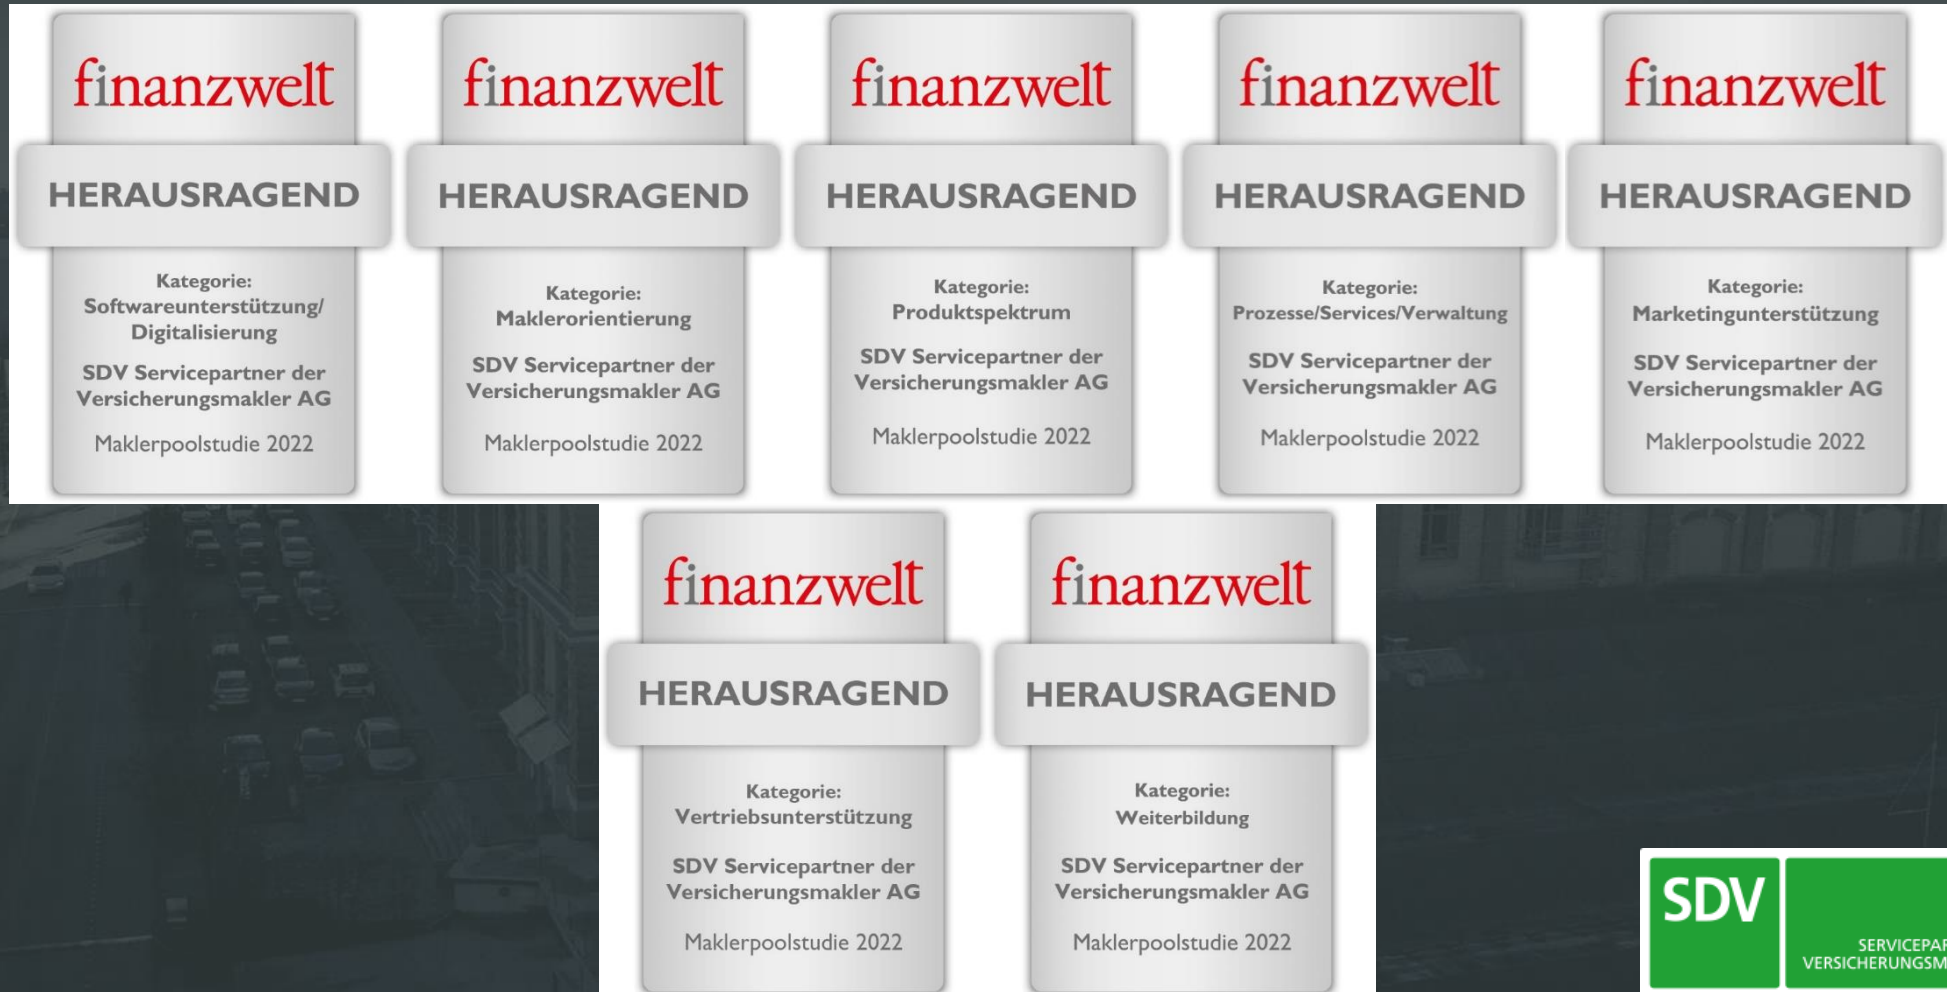 finanzwelt
HERAUSRAGEND
Kategorie:
Softwareunterstützung/
Digitalisierung
SDV Servicepartner der
Versicherungsmakler AG
Maklerpoolstudie 2022
finanzwelt
HERAUSRAGEND
Kategorie:
Maklerorientierung
SDV Servicepartner der
Versicherungsmakler AG
Maklerpoolstudie 2022
finanzwelt
HERAUSRAGEND
Kategorie:
Produktspektrum
SDV Servicepartner der
Versicherungsmakler AG
Maklerpoolstudie 2022
finanzwelt
HERAUSRAGEND
Kategorie:
Prozesse/Services/Verwaltung
SDV Servicepartner der
Versicherungsmakler AG
Maklerpoolstudie 2022
finanzwelt
HERAUSRAGEND
Kategorie:
Marketingunterstützung
SDV Servicepartner der
Versicherungsmakler AG
Maklerpoolstudie 2022
finanzwelt
HERAUSRAGEND
Kategorie:
Vertriebsunterstützung
SDV Servicepartner der
Versicherungsmakler AG
Maklerpoolstudie 2022
finanzwelt
HERAUSRAGEND
Kategorie:
Weiterbildung
SDV Servicepartner der
Versicherungsmakler AG
Maklerpoolstudie 2022
SDV
SERVICEPAR
VERSICHERUNGSM